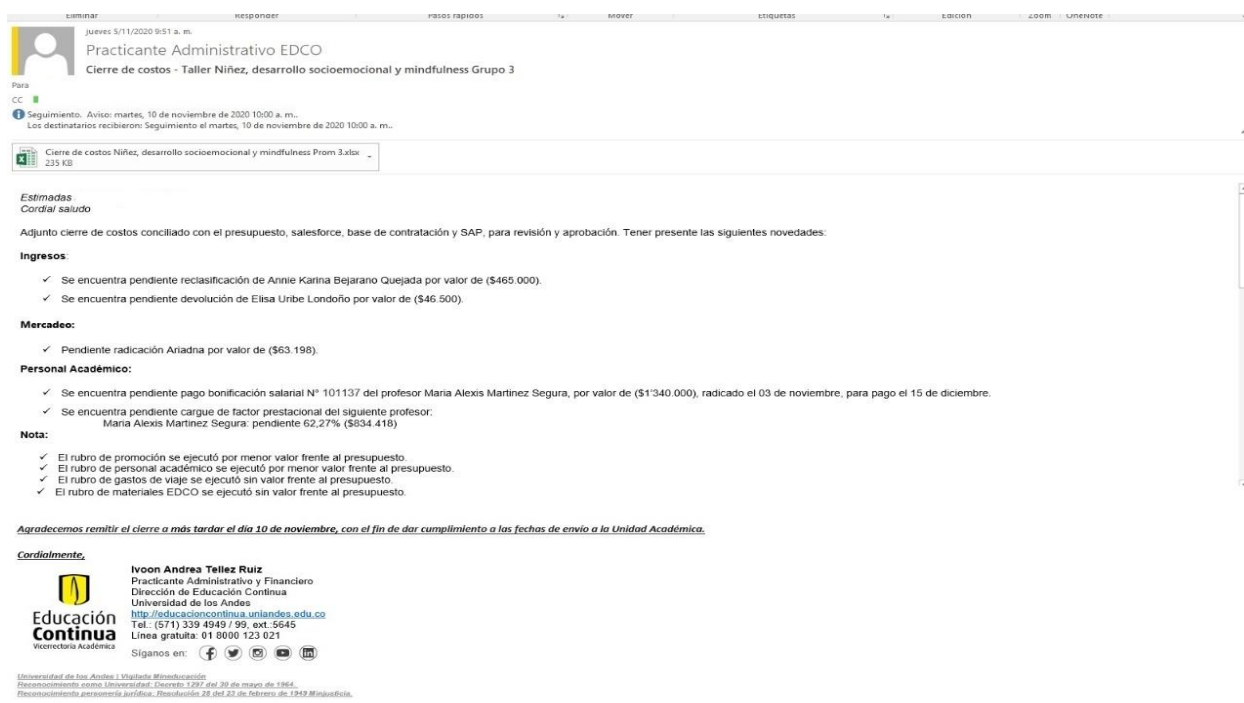 Eliminar Responder Pasos rápidos Mover Etiquetas Edición Zoom OneNote
jueves 5/11/2020 9:51 a. m.
Practicante Administrativo EDCO
Cierre de costos - Taller Niñez, desarrollo socioemocional y mindfulness Grupo 3
Para
CC
Seguimiento. Aviso: martes, 10 de noviembre de 2020 10:00 a. m..
Los destinatarios recibieron: Seguimiento el martes, 10 de noviembre de 2020 10:00 a. m..
Cierre de costos Niñez, desarrollo socioemocional y mindfulness Prom 3.xlsx
235 KB
Estimadas
Cordial saludo
Adjunto cierre de costos conciliado con el presupuesto, salesforce, base de contratación y SAP, para revisión y aprobación. Tener presente las siguientes novedades:
Ingresos:
✓ Se encuentra pendiente reclasificación de Annie Karina Bejarano Quejada por valor de ($465.000).
✓ Se encuentra pendiente devolución de Elisa Uribe Londoño por valor de ($46.500).
Mercadeo:
✓ Pendiente radicación Ariadna por valor de ($63.198).
Personal Académico:
✓ Se encuentra pendiente pago bonificación salarial N° 101137 del profesor Maria Alexis Martinez Segura, por valor de ($1'340.000), radicado el 03 de noviembre, para pago el 15 de diciembre.
✓ Se encuentra pendiente cargue de factor prestacional del siguiente profesor:
Maria Alexis Martinez Segura: pendiente 62,27% ($834.418)
Nota:
✓ El rubro de promoción se ejecutó por menor valor frente al presupuesto.
✓ El rubro de personal académico se ejecutó por menor valor frente al presupuesto.
✓ El rubro de gastos de viaje se ejecutó sin valor frente al presupuesto.
✓ El rubro de materiales EDCO se ejecutó sin valor frente al presupuesto.
Agradecemos remitir el cierre a más tardar el día 10 de noviembre, con el fin de dar cumplimiento a las fechas de envío a la Unidad Académica.
Cordialmente,
Educación
Continua
Vicerrectoría Académica
Ivoon Andrea Tellez Ruiz
Practicante Administrativo y Financiero
Dirección de Educación Continua
Universidad de los Andes
http://educacioncontinua.uniandes.edu.co
Tel.: (571) 339 4949 / 99, ext.:5645
Línea gratuita: 01 8000 123 021
Síganos en:
Universidad de los Andes | Vigilada Mineducación
Reconocimiento como Universidad: Decreto 1297 del 30 de mayo de 1964.
Reconocimiento personería jurídica: Resolución 28 del 23 de febrero de 1949 Minjusticia.